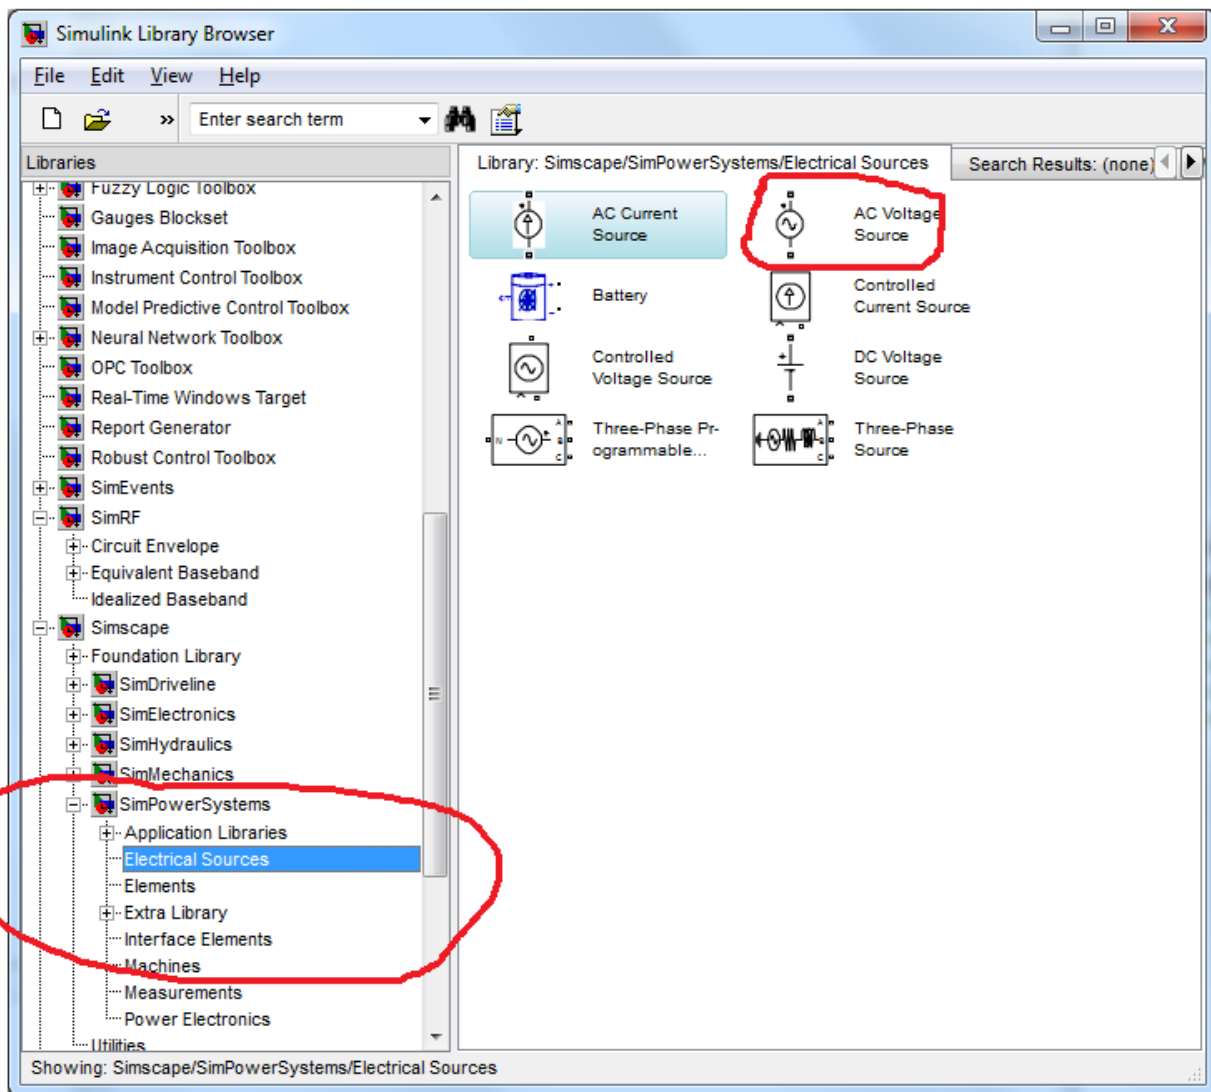 Simulink Library Browser
File Edit View Help
» Enter search term
Libraries
Fuzzy Logic Toolbox
Gauges Blockset
Image Acquisition Toolbox
Instrument Control Toolbox
Model Predictive Control Toolbox
Neural Network Toolbox
OPC Toolbox
Real-Time Windows Target
Report Generator
Robust Control Toolbox
SimEvents
SimRF
Circuit Envelope
Equivalent Baseband
Idealized Baseband
Simscape
Foundation Library
SimDriveline
SimElectronics
SimHydraulics
SimMechanics
SimPowerSystems
Application Libraries
Electrical Sources
Elements
Extra Library
Interface Elements
Machines
Measurements
Power Electronics
Utilities
Library: Simscape/SimPowerSystems/Electrical Sources
Search Results: (none)
AC Current
Source
AC Voltage
Source
Battery
Controlled
Current Source
Controlled
Voltage Source
DC Voltage
Source
N A B C
Three-Phase Pr-
ogrammable...
A B C
Three-Phase
Source
Showing: Simscape/SimPowerSystems/Electrical Sources